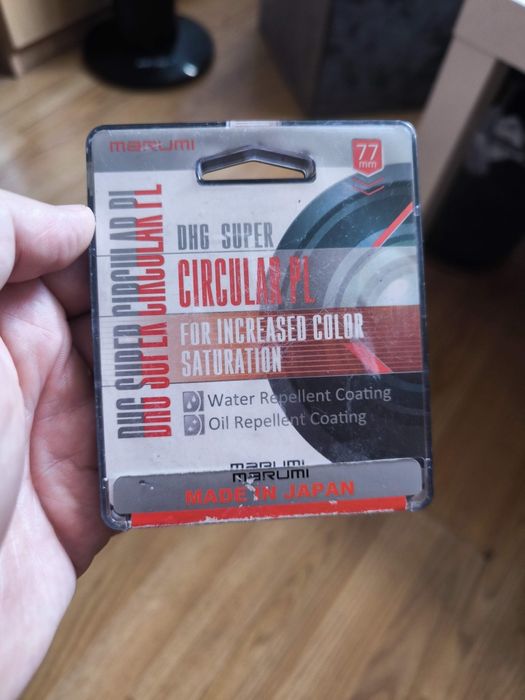 marumi
77
mm
DHG SUPER CIRCULAR PL
DHG SUPER
CIRCULAR PL
FOR INCREASED COLOR
SATURATION
Water Repellent Coating
Oil Repellent Coating
marumi
marumi
MADE IN JAPAN